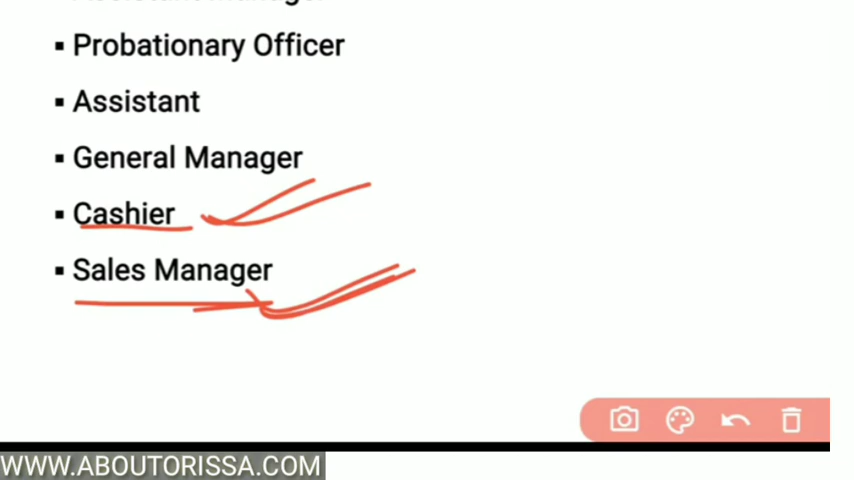 ▪ Probationary Officer
▪ Assistant
▪ General Manager
▪ Cashier
▪ Sales Manager
WWW.ABOUTORISSA.COM